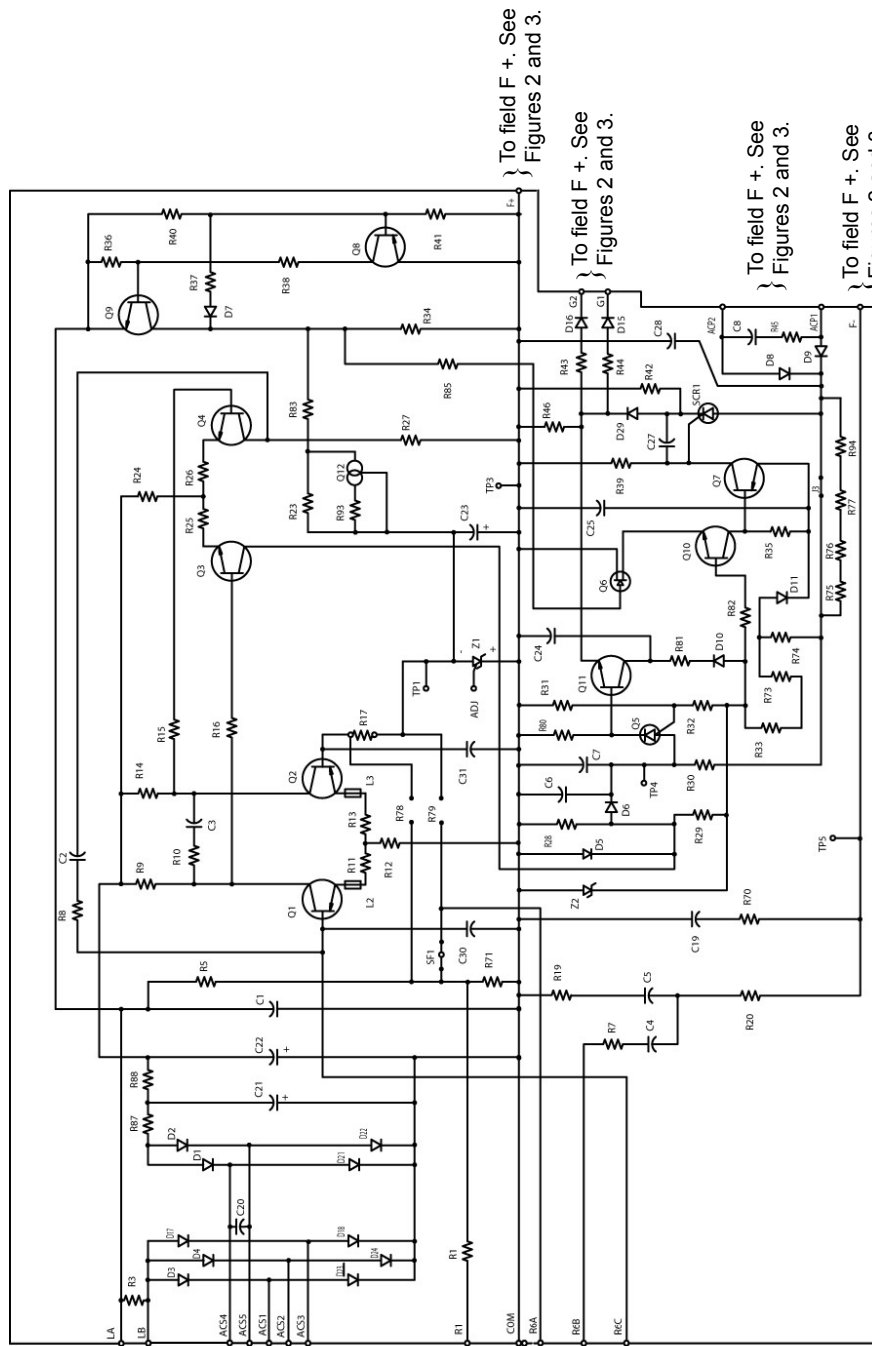 To field F +. See
Figures 2 and 3.
To field F +. See
Figures 2 and 3.
To field F +. See
Figures 2 and 3.
To field F +. See
F+
G2
G1
ACP2
ACP1
F-
R36
R40
Q9
R37
D7
R38
Q8
R41
R34
R85
Q4
R83
R27
R24
R26
R25
Q3
R23
Q12
R93
C23
+
TP3
R15
R16
R14
R9
C3
R10
Q2
Q1
L3
L2
R13
R11
R12
R17
TP1
ADJ
-
Z1
+
C31
R78
R79
C2
R8
SF1
C30
R71
R5
C1
C22
+
C21
+
R88
R87
D2
D1
D22
D21
C20
D17
D4
D3
D18
D24
D23
R3
R1
LA
LB
ACS4
ACS5
ACS1
ACS2
ACS3
R1
COM
R6A
R6B
R6C
D16
D15
R43
R44
C28
R42
R46
D29
C27
SCR1
R39
C25
Q7
Q6
Q10
R35
R82
D11
C24
Q11
R81
D10
R74
R73
R33
R31
R80
Q5
R32
C7
C6
TP4
R30
D6
R28
D5
R29
Z2
C8
R45
D8
D9
R94
J3
R77
R76
R75
TP5
C19
R70
R19
C5
R20
R7
C4